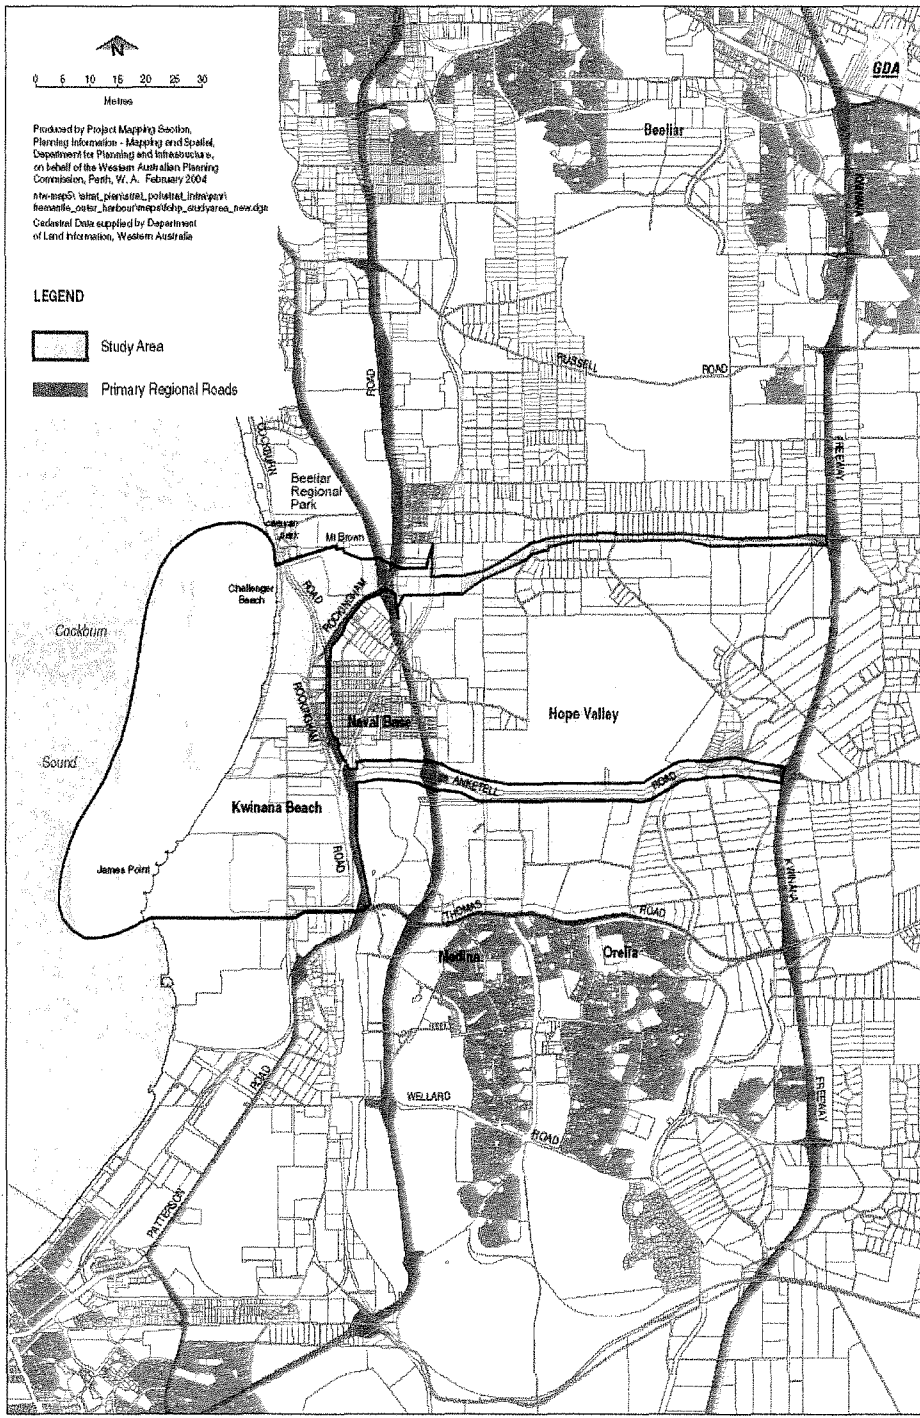 N
0 5 10 15 20 25 30
Metres
Produced by Project Mapping Section,
Planning Information - Mapping and Spatial,
Department for Planning and Infrastructure,
on behalf of the Western Australian Planning
Commission, Perth, W. A. February 2004
Cadastral Data supplied by Department
of Land Information, Western Australia
LEGEND
Study Area
Primary Regional Roads
GDA
Beeliar
KWINANA
RUSSELL
ROAD
ROAD
FREEWAY
COCKBURN
Beeliar
Regional
Park
caravan
park
Mt Brown
Challenger
Beach
ROAD
ROCKINGHAM
Cockburn
ROCKINGHAM
Naval Base
Hope Valley
Sound
ANKETELL
ROAD
Kwinana Beach
ROAD
James Point
KWINANA
THOMAS
ROAD
Medina
Orelia
ROAD
FREEWAY
WELLARD
ROAD
PATTERSON